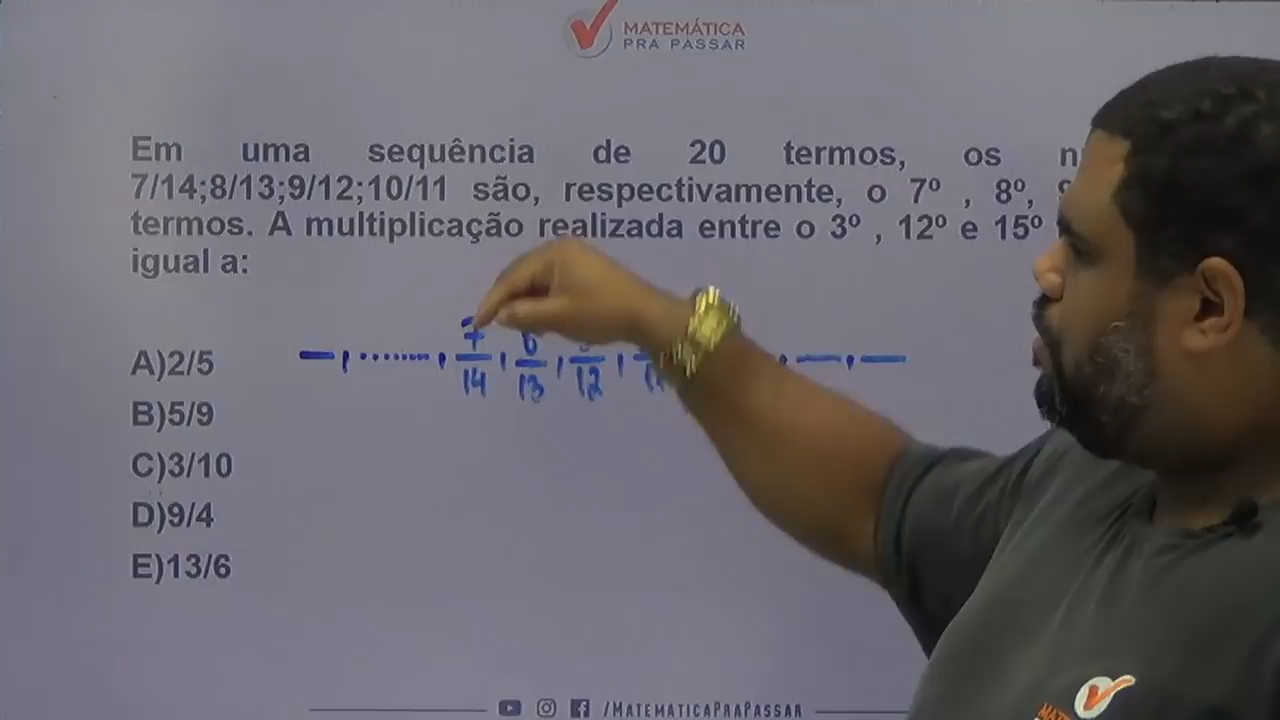 MATEMÁTICA
PRA PASSAR
Em uma sequência de 20 termos, os
7/14;8/13;9/12;10/11 são, respectivamente, o 7º , 8º,
termos. A multiplicação realizada entre o 3º , 12º e 15º
igual a:
7 8
14 , 13 , 12 ,
A)2/5
B)5/9
C)3/10
D)9/4
E)13/6
/MATEMATICAPRAPASSAR